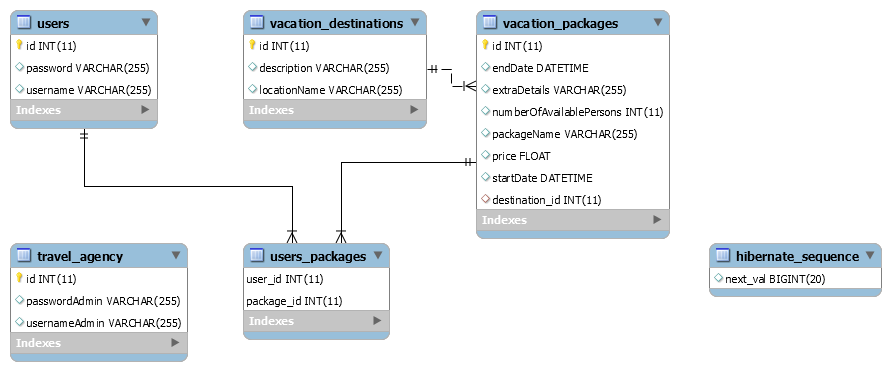 users
id INT(11)
password VARCHAR(255)
username VARCHAR(255)
Indexes
vacation_destinations
id INT(11)
description VARCHAR(255)
locationName VARCHAR(255)
Indexes
vacation_packages
id INT(11)
endDate DATETIME
extraDetails VARCHAR(255)
numberOfAvailablePersons INT(11)
packageName VARCHAR(255)
price FLOAT
startDate DATETIME
destination_id INT(11)
Indexes
travel_agency
id INT(11)
passwordAdmin VARCHAR(255)
usernameAdmin VARCHAR(255)
Indexes
users_packages
user_id INT(11)
package_id INT(11)
Indexes
hibernate_sequence
next_val BIGINT(20)